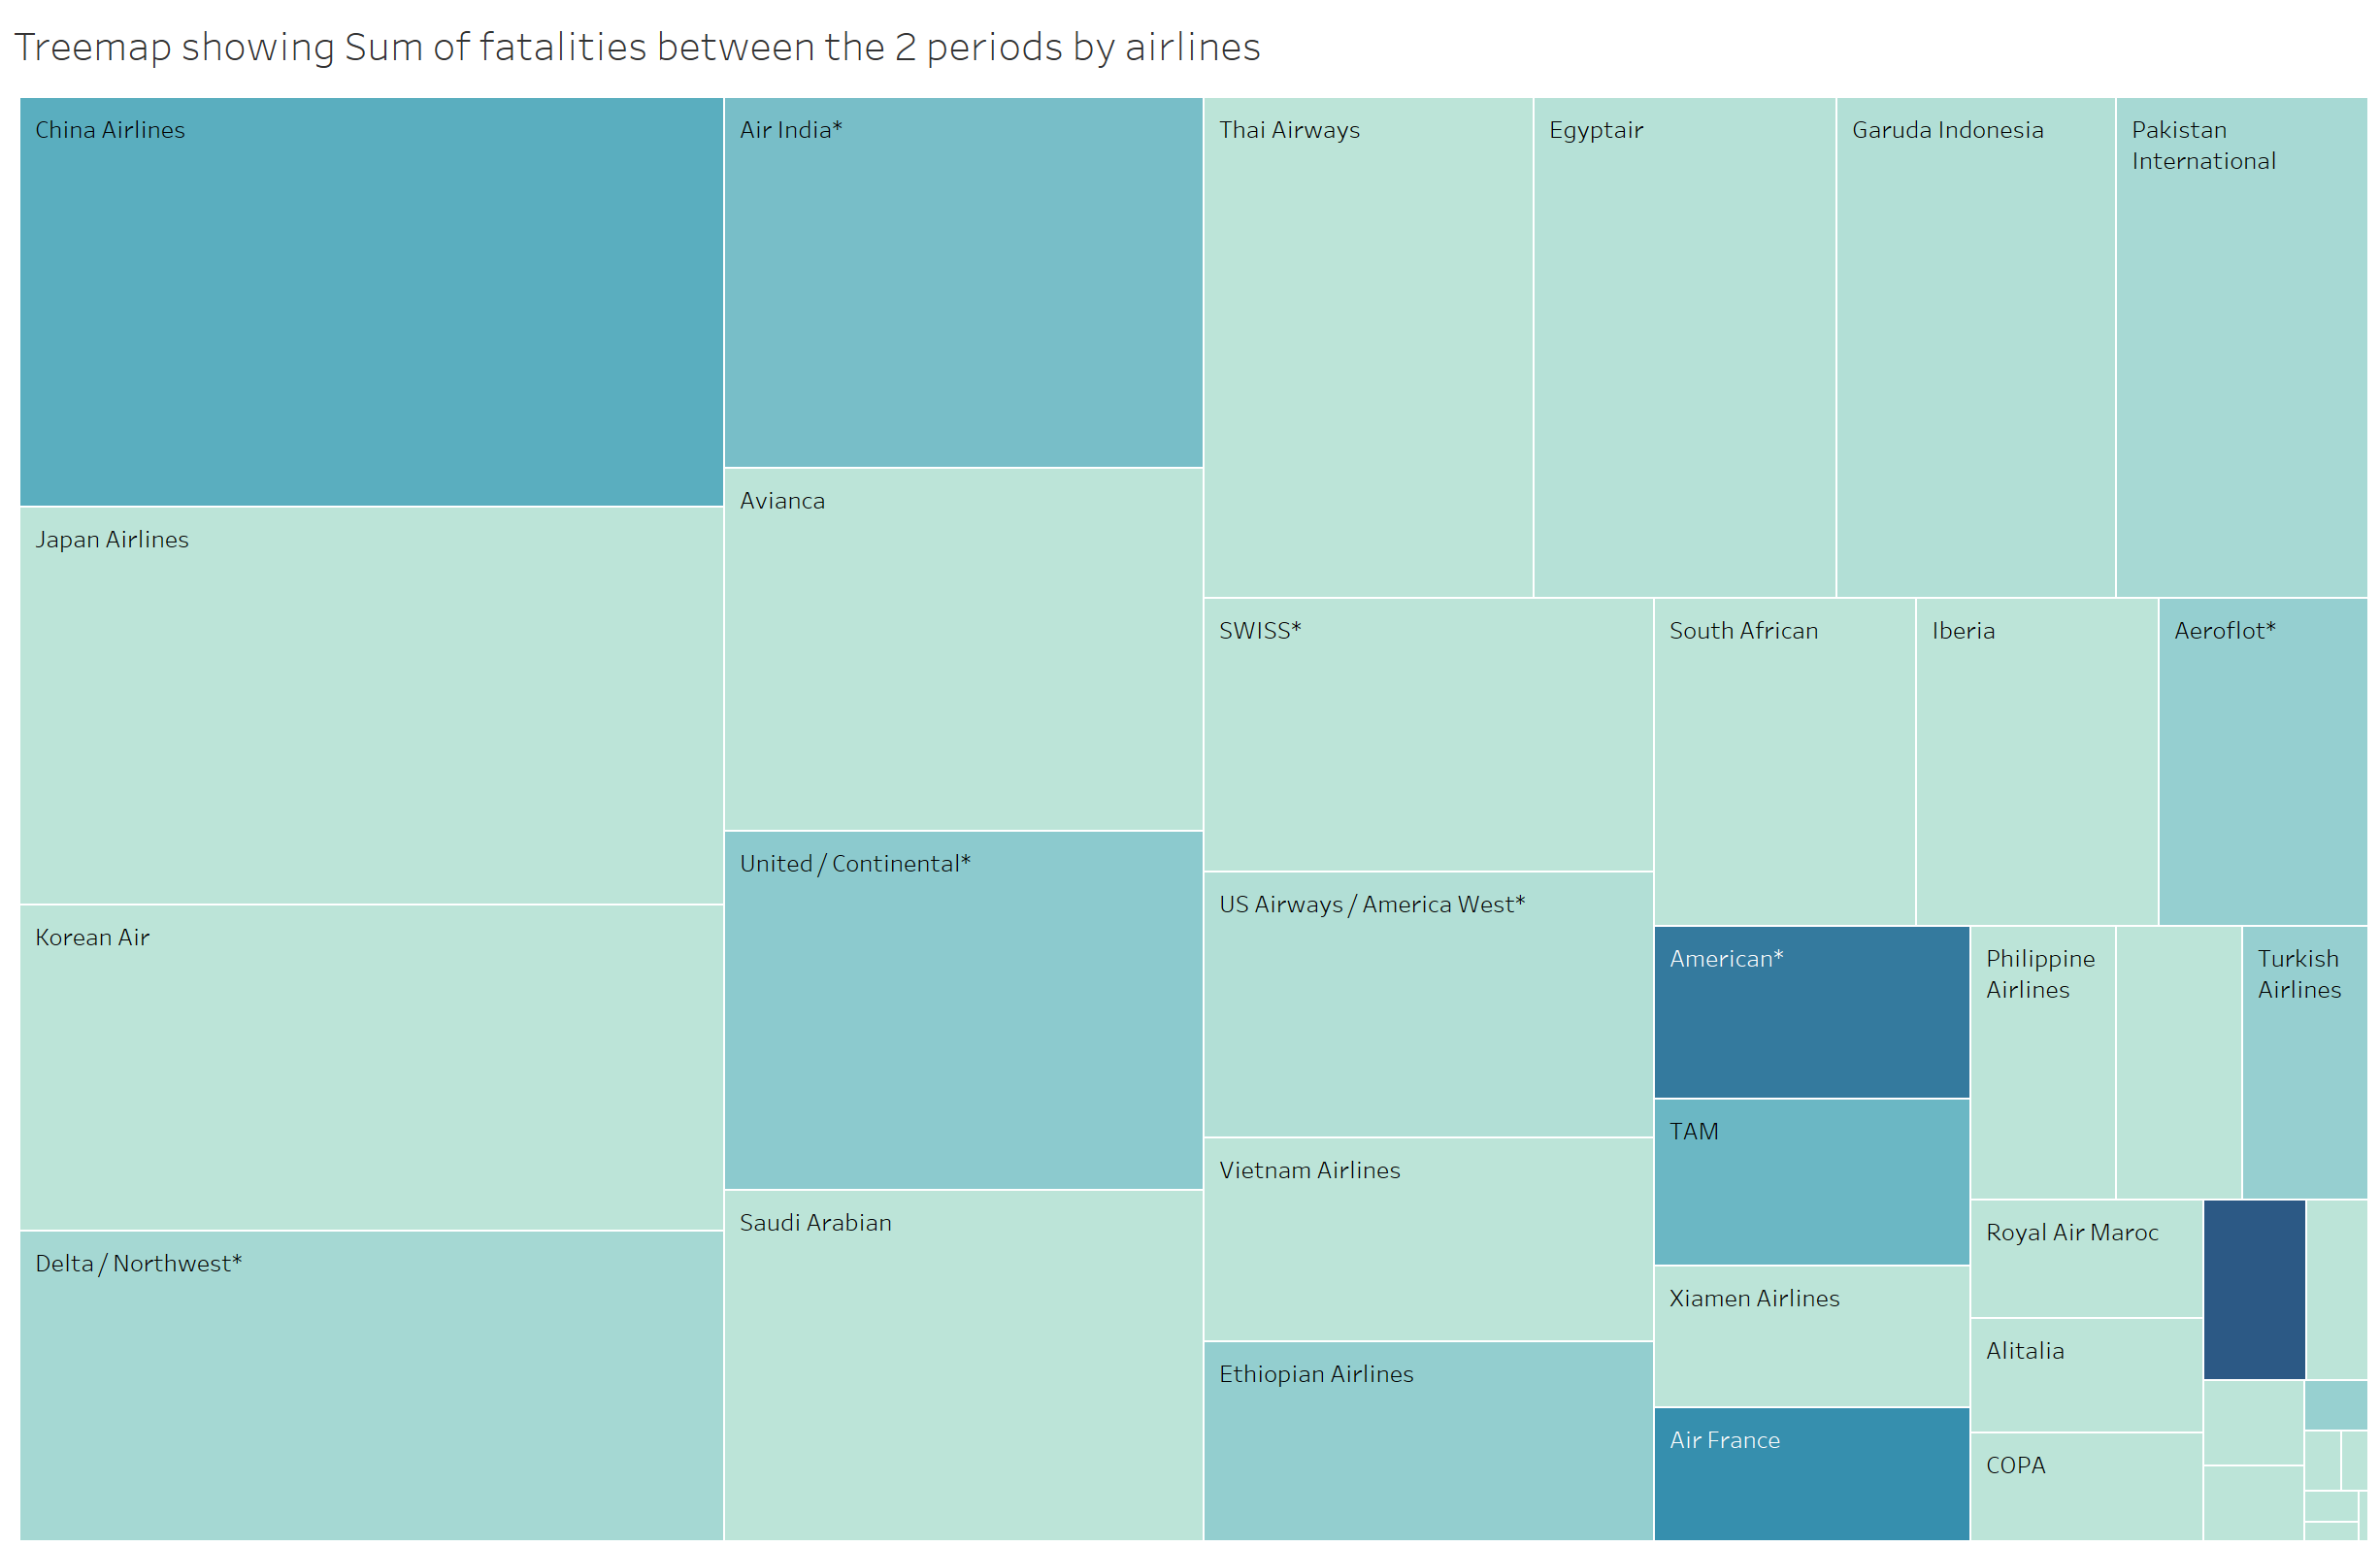 Treemap showing Sum of fatalities between the 2 periods by airlines
China Airlines
Japan Airlines
Korean Air
Delta / Northwest*
Air India*
Avianca
United / Continental*
Saudi Arabian
Thai Airways
Egyptair
Garuda Indonesia
Pakistan
International
SWISS*
US Airways / America West*
Vietnam Airlines
Ethiopian Airlines
South African
Iberia
Aeroflot*
American*
TAM
Xiamen Airlines
Air France
Philippine
Airlines
Turkish
Airlines
Royal Air Maroc
Alitalia
COPA